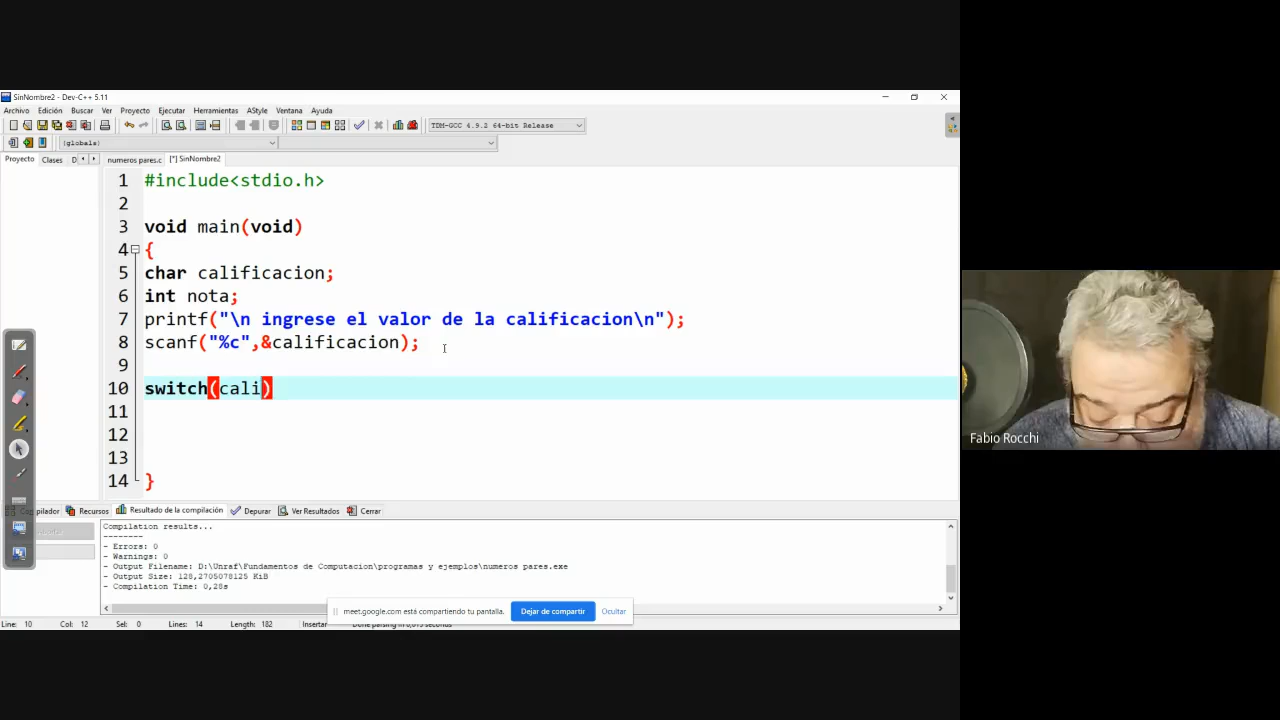 SinNombre2 - Dev-C++ 5.11
Archivo Edición Buscar Ver Proyecto Ejecutar Herramientas AStyle Ventana Ayuda
TDM-GCC 4.9.2 64-bit Release
(globals)
Proyecto Clases D numeros pares.c [*] SinNombre2
1 #include<stdio.h>
2
3 void main(void)
4 {
5 char calificacion;
6 int nota;
7 printf("\n ingrese el valor de la calificacion\n");
8 scanf("%c",&calificacion);
9
10 switch(cali)
11
12
13
14 }
Fabio Rocchi
pilador Recursos Resultado de la compilación Depurar Ver Resultados Cerrar
Compilation results...
--------
- Errors: 0
- Warnings: 0
- Output Filename: D:\Unraf\Fundamentos de Computacion\programas y ejemplos\numeros pares.exe
- Output Size: 128,2705078125 KiB
- Compilation Time: 0,28s
meet.google.com está compartiendo tu pantalla. Dejar de compartir Ocultar
Line: 10 Col: 12 Sel: 0 Lines: 14 Length: 182 Insertar